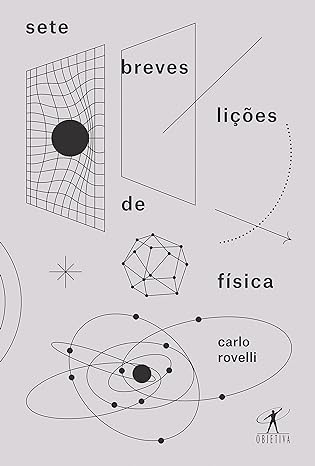 sete
breves
lições
de
física
carlo
rovelli
OBJETIVA